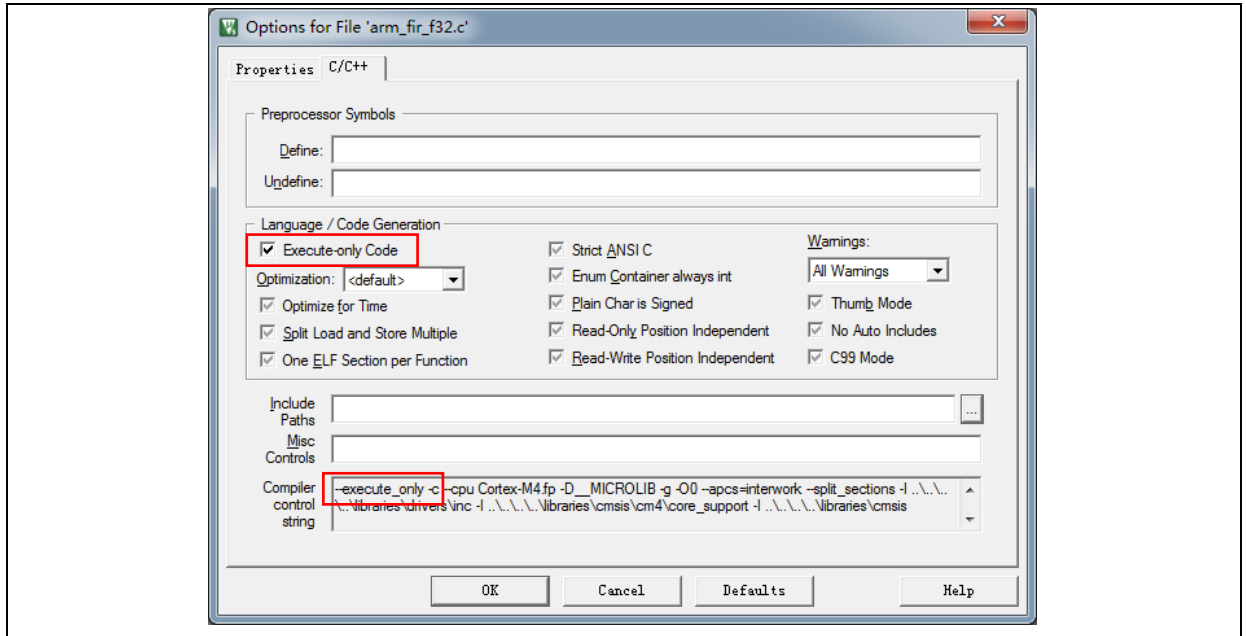 Options for File 'arm_fir_f32.c'
Properties C/C++
Preprocessor Symbols
Define:
Undefine:
Language / Code Generation
Execute-only Code
Strict ANSI C
Warnings:
Optimization: <default>
Enum Container always int
All Warnings
Optimize for Time
Plain Char is Signed
Thumb Mode
Split Load and Store Multiple
Read-Only Position Independent
No Auto Includes
One ELF Section per Function
Read-Write Position Independent
C99 Mode
Include
Paths
...
Misc
Controls
Compiler
control
string
--execute_only -c --cpu Cortex-M4.fp -D__MICROLIB -g -O0 --apcs=interwork --split_sections -I ..\..\..
\..\libraries\drivers\inc -I ..\..\..\..\libraries\cmsis\cm4\core_support -I ..\..\..\..\libraries\cmsis
OK Cancel Defaults Help